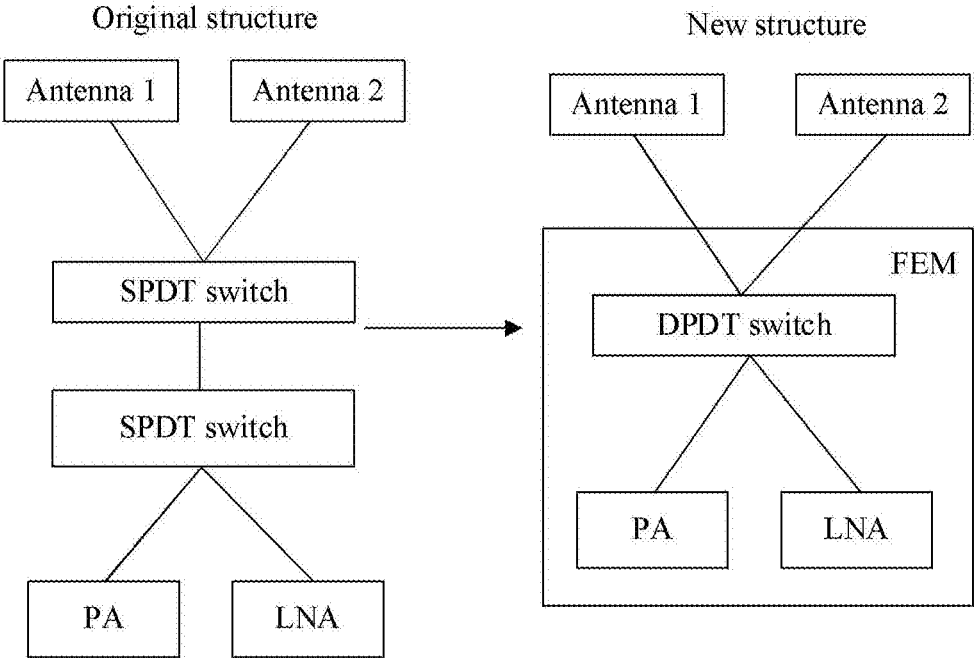 Original structure
New structure
Antenna 1
Antenna 2
Antenna 1
Antenna 2
SPDT switch
FEM
DPDT switch
SPDT switch
PA
LNA
PA
LNA